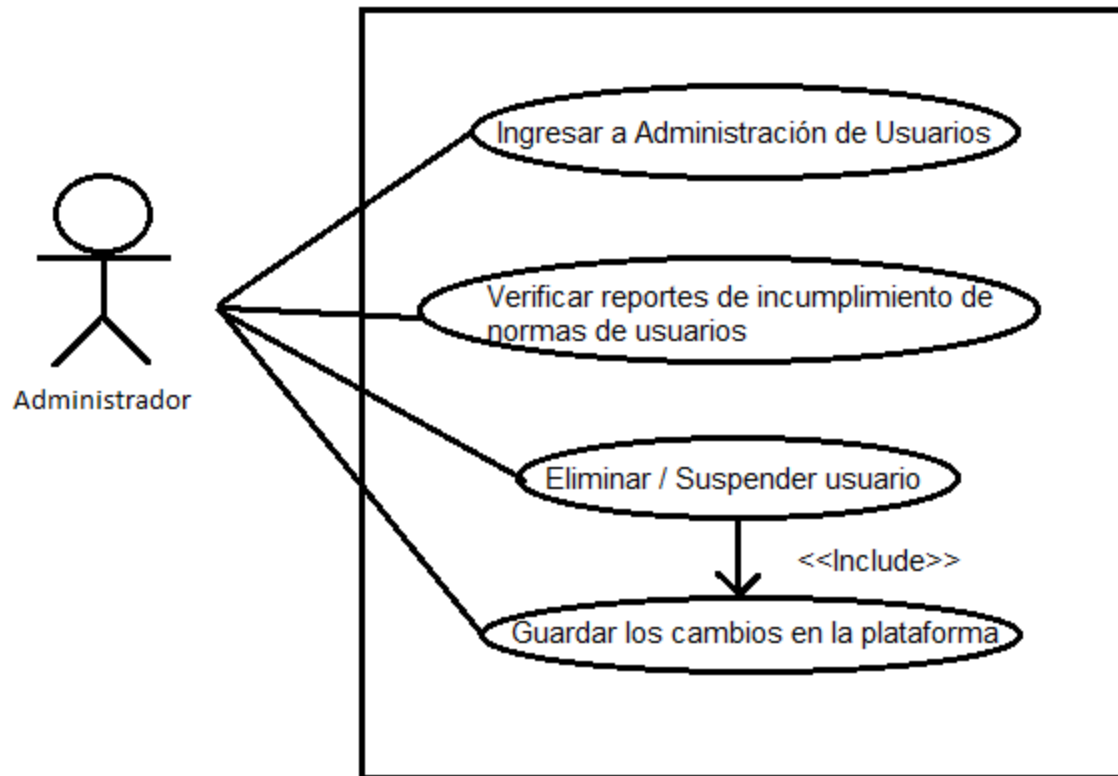 Ingresar a Administración de Usuarios
Verificar reportes de incumplimiento de
normas de usuarios
Administrador
Eliminar / Suspender usuario
<<Include>>
Guardar los cambios en la plataforma